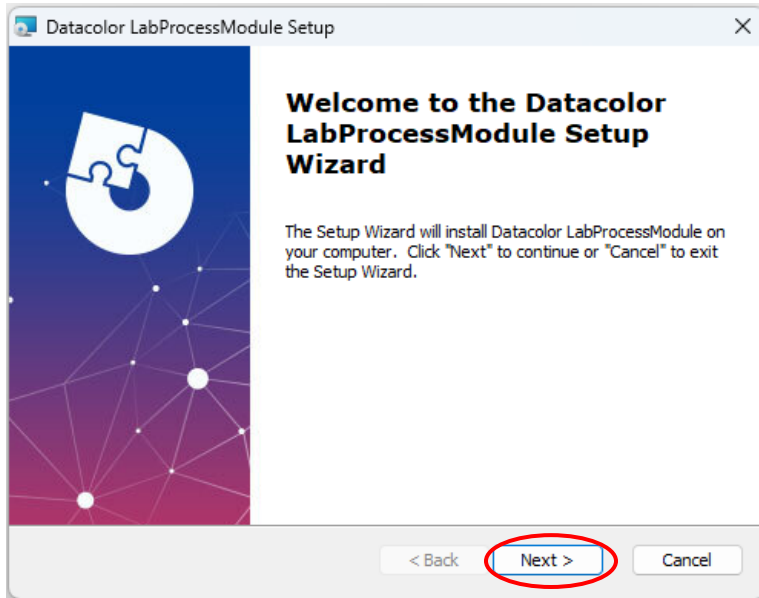 Datacolor LabProcessModule Setup
Welcome to the Datacolor
LabProcessModule Setup
Wizard
The Setup Wizard will install Datacolor LabProcessModule on
your computer. Click "Next" to continue or "Cancel" to exit
the Setup Wizard.
< Back Next > Cancel